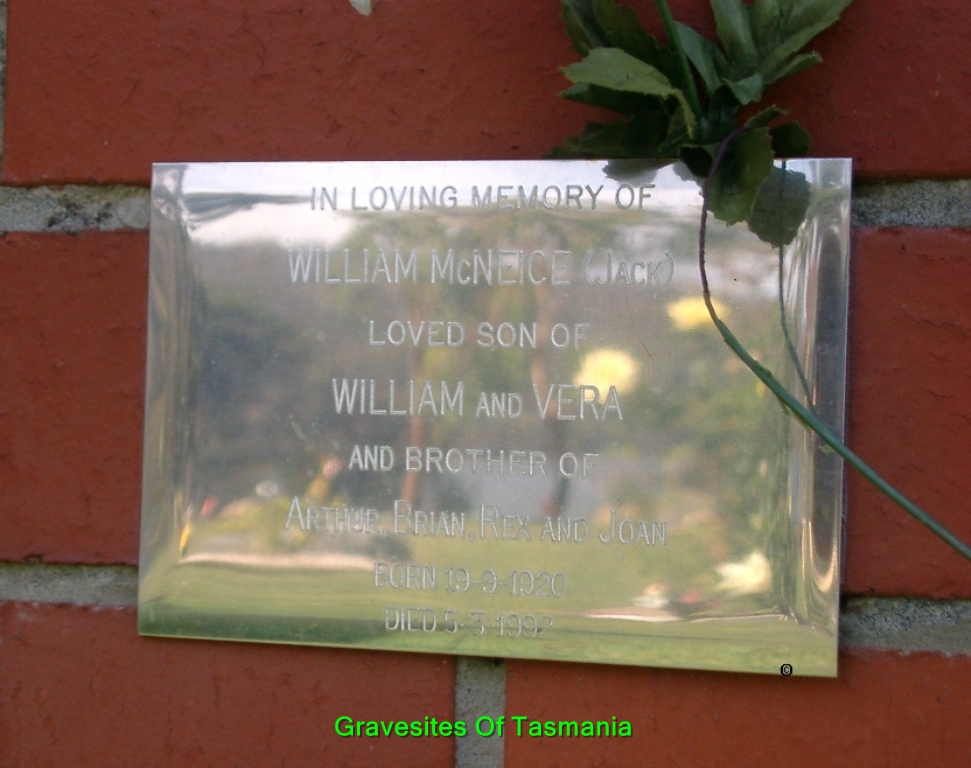 IN LOVING MEMORY OF
WILLIAM McNEICE (JACK)
LOVED SON OF
WILLIAM AND VERA
AND BROTHER OF
ARTHUR, BRIAN, REX AND JOAN
BORN 19-9-1920
DIED 5-3-1992
©
Gravesites Of Tasmania